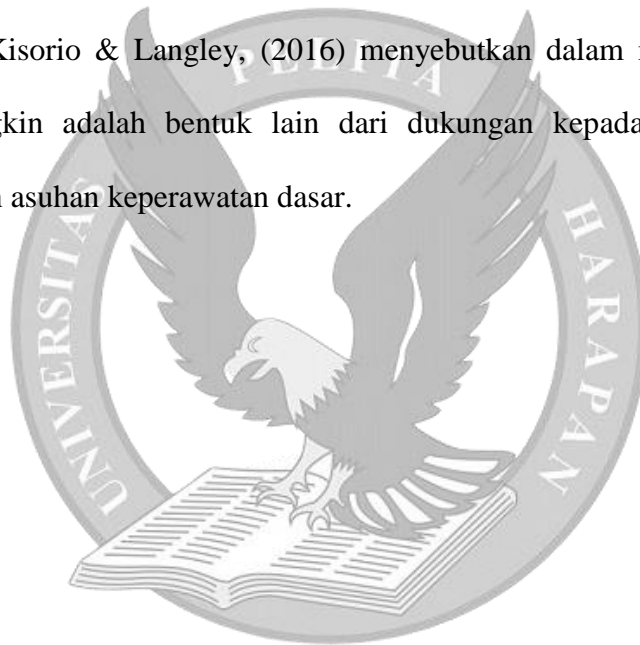 Kisorio & Langley, (2016) menyebutkan dalam
gkin adalah bentuk lain dari dukungan kepada
asuhan keperawatan dasar.
UNIVERSITAS PELITA HARAPAN